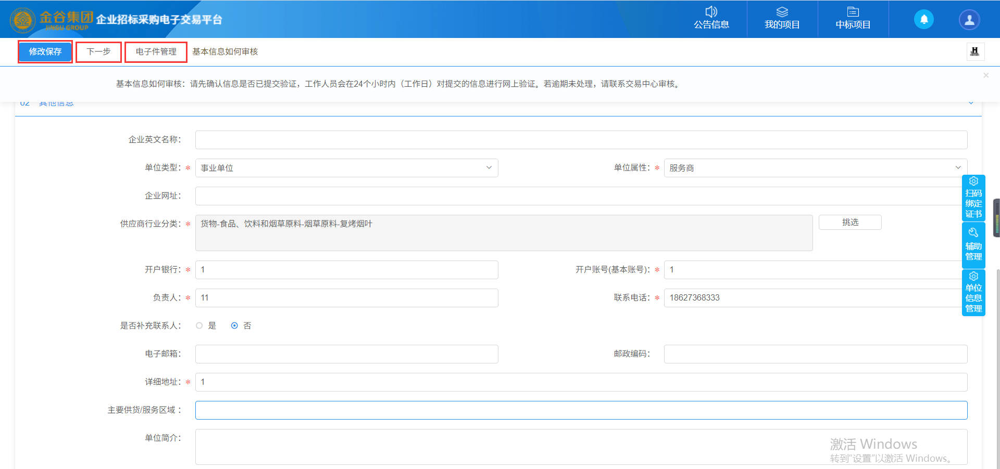 金谷集团
JINGU GROUP
企业招标采购电子交易平台
公告信息
我的项目
中标项目
修改保存
下一步
电子件管理
基本信息如何审核
基本信息如何审核：请先确认信息是否已提交验证，工作人员会在24个小时内（工作日）对提交的信息进行网上验证。若逾期未处理，请联系交易中心审核。
02 其他信息
企业英文名称：
单位类型：* 事业单位
单位属性：* 服务商
企业网址：
供应商行业分类：* 货物-食品、饮料和烟草原料-烟草原料-复烤烟叶
挑选
开户银行：* 1
开户账号(基本账号)：* 1
负责人：* 11
联系电话：* 18627368333
是否补充联系人： 是 否
电子邮箱：
邮政编码：
详细地址：* 1
主要供货/服务区域：
单位简介：
扫码
绑定
证书
辅助
管理
单位
信息
管理
激活 Windows
转到“设置”以激活 Windows。